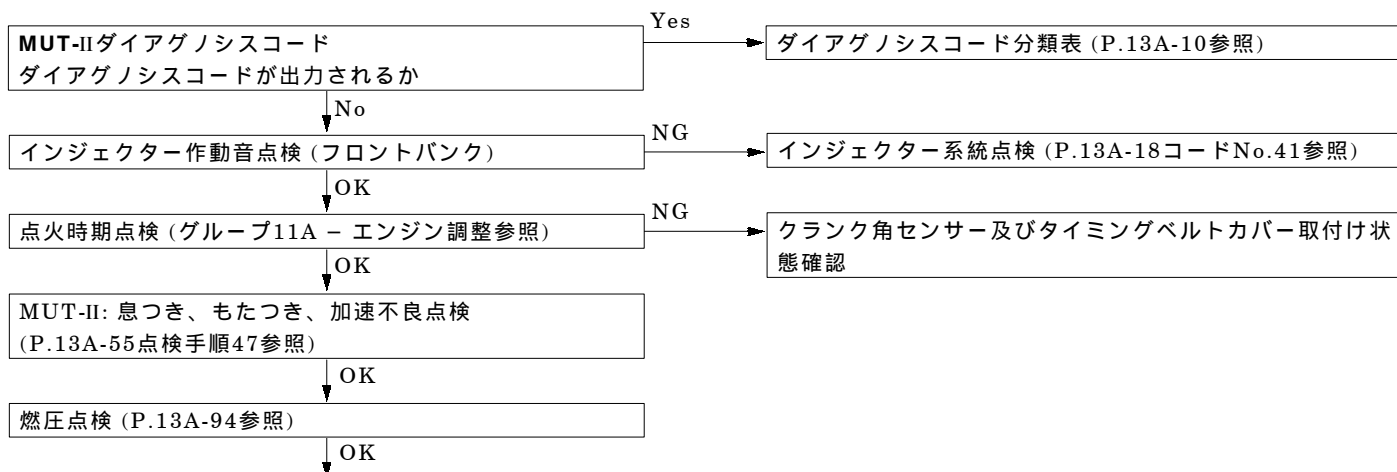 MUT-IIダイアグノシスコード
ダイアグノシスコードが出力されるか
Yes
ダイアグノシスコード分類表 (P.13A-10参照)
No
インジェクター作動音点検 (フロントバンク)
NG
インジェクター系統点検 (P.13A-18コードNo.41参照)
OK
点火時期点検 (グループ11A – エンジン調整参照)
NG
クランク角センサー及びタイミングベルトカバー取付け状
態確認
OK
MUT-II: 息つき、もたつき、加速不良点検
(P.13A-55点検手順47参照)
OK
燃圧点検 (P.13A-94参照)
OK